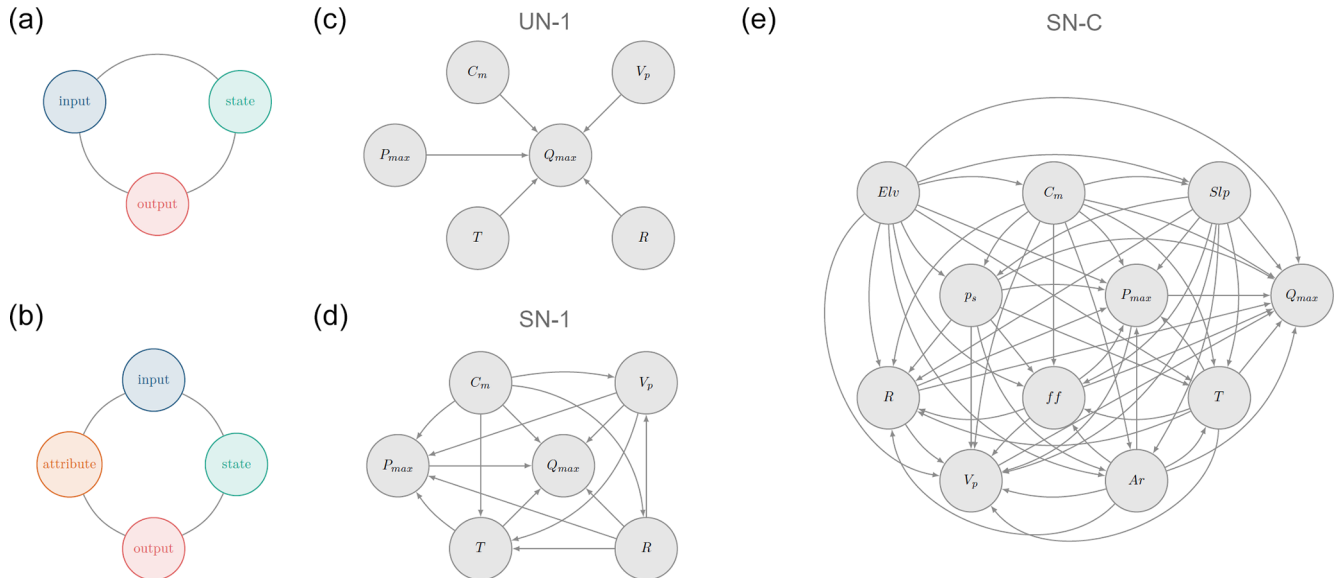 (a)
input
state
output
(b)
input
attribute
state
output
(c)
UN-1
C_m
V_p
P_max
Q_max
T
R
(d)
SN-1
C_m
V_p
P_max
Q_max
T
R
(e)
SN-C
Elv
C_m
Slp
p_s
P_max
Q_max
R
ff
T
V_p
Ar